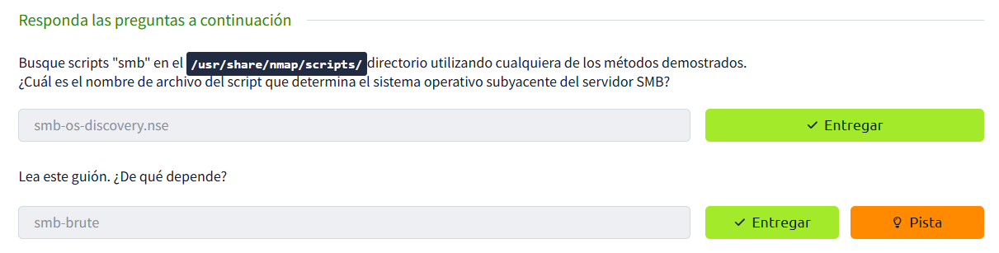 Responda las preguntas a continuación
Busque scripts "smb" en el /usr/share/nmap/scripts/ directorio utilizando cualquiera de los métodos demostrados.
¿Cuál es el nombre de archivo del script que determina el sistema operativo subyacente del servidor SMB?
smb-os-discovery.nse
Entregar
Lea este guión. ¿De qué depende?
smb-brute
Entregar
Pista